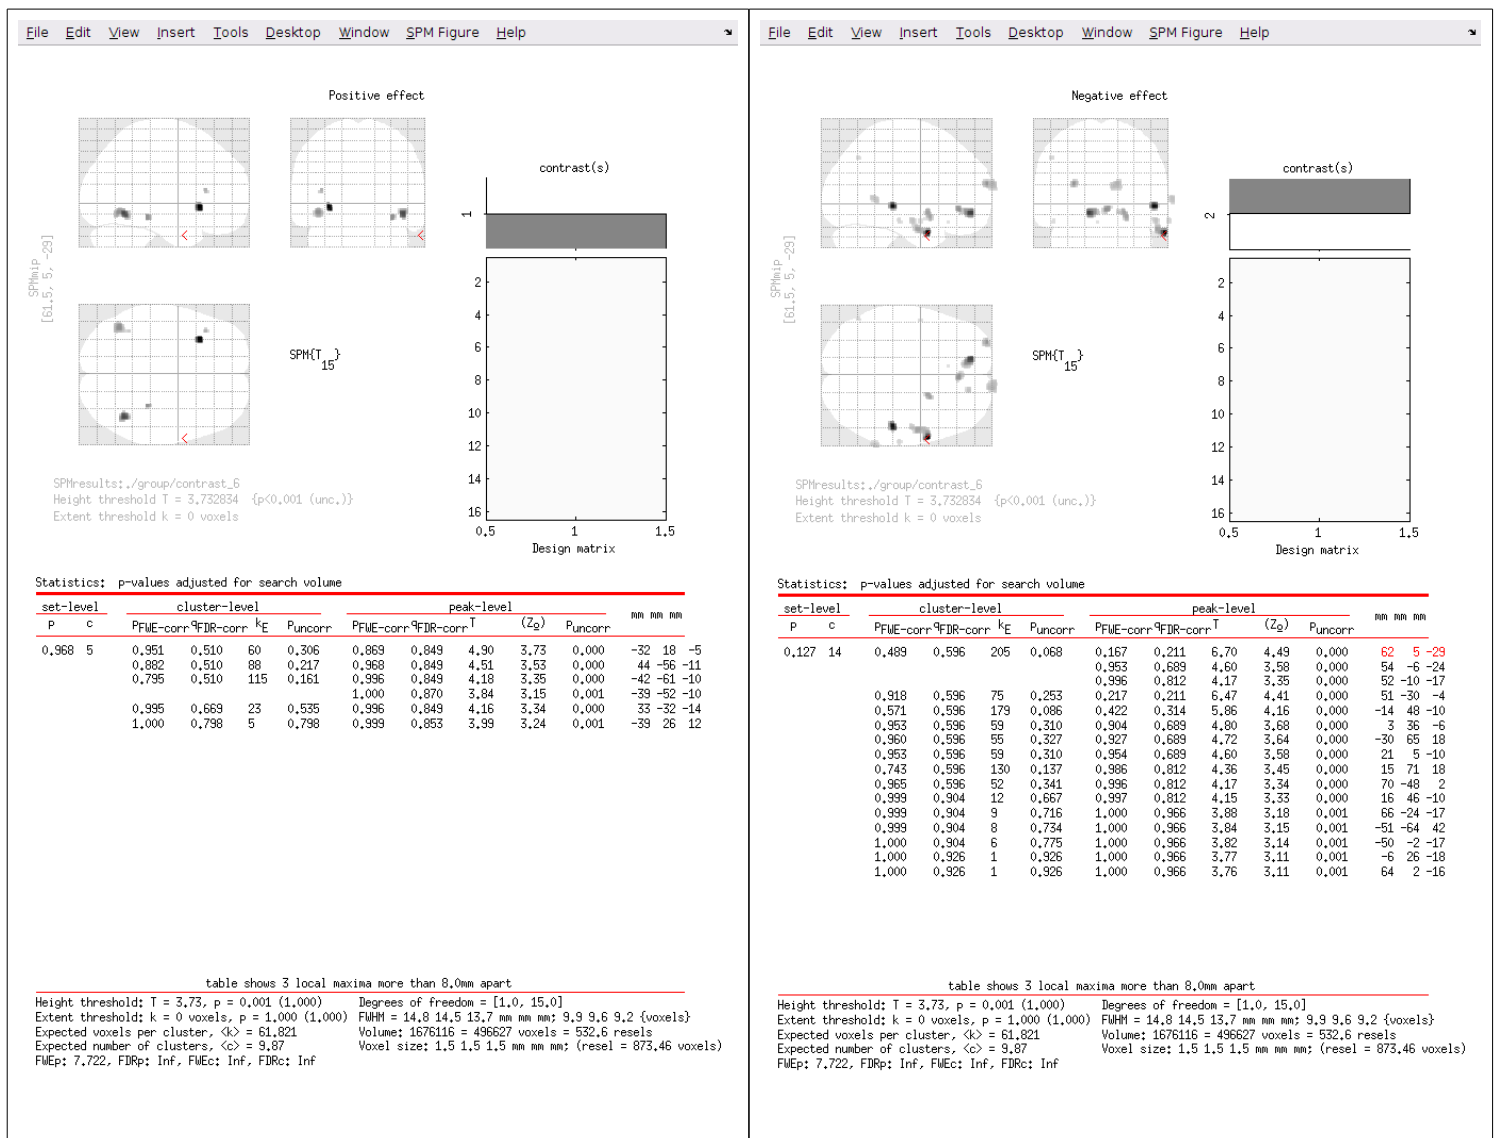 File Edit View Insert Tools Desktop Window SPM Figure Help
Positive effect
contrast(s)
1
SPMmip
[61.5, 5, -29]
SPM{T15}
2
4
6
8
10
12
14
16
0.5 1 1.5
Design matrix
SPMresults:./group/contrast_6
Height threshold T = 3.732834 {p<0.001 (unc.)}
Extent threshold k = 0 voxels
Statistics: p-values adjusted for search volume
set-level cluster-level peak-level mm mm mm
p c PFWE-corr qFDR-corr kE Puncorr PFWE-corr qFDR-corr T (Z≡) Puncorr
0.968 5 0.951 0.510 60 0.306 0.869 0.849 4.90 3.73 0.000 -32 18 -5
0.882 0.510 88 0.217 0.968 0.849 4.51 3.53 0.000 44 -56 -11
0.795 0.510 115 0.161 0.996 0.849 4.18 3.35 0.000 -42 -61 -10
1.000 0.870 3.84 3.15 0.001 -39 -52 -10
0.995 0.669 23 0.535 0.996 0.849 4.16 3.34 0.000 33 -32 -14
1.000 0.798 5 0.798 0.999 0.853 3.99 3.24 0.001 -39 26 12
table shows 3 local maxima more than 8.0mm apart
Height threshold: T = 3.73, p = 0.001 (1.000) Degrees of freedom = [1.0, 15.0]
Extent threshold: k = 0 voxels, p = 1.000 (1.000) FWHM = 14.8 14.5 13.7 mm mm mm; 9.9 9.6 9.2 {voxels}
Expected voxels per cluster, <k> = 61.821 Volume: 1676116 = 496627 voxels = 532.6 resels
Expected number of clusters, <c> = 9.87 Voxel size: 1.5 1.5 1.5 mm mm mm; (resel = 873.46 voxels)
FWEp: 7.722, FDRp: Inf, FWEc: Inf, FDRc: Inf
File Edit View Insert Tools Desktop Window SPM Figure Help
Negative effect
contrast(s)
2
SPMmip
[61.5, 5, -29]
SPM{T15}
2
4
6
8
10
12
14
16
0.5 1 1.5
Design matrix
SPMresults:./group/contrast_6
Height threshold T = 3.732834 {p<0.001 (unc.)}
Extent threshold k = 0 voxels
Statistics: p-values adjusted for search volume
set-level cluster-level peak-level mm mm mm
p c PFWE-corr qFDR-corr kE Puncorr PFWE-corr qFDR-corr T (Z≡) Puncorr
0.127 14 0.489 0.596 205 0.068 0.167 0.211 6.70 4.49 0.000 62 5 -29
0.953 0.689 4.60 3.58 0.000 54 -6 -24
0.996 0.812 4.17 3.35 0.000 52 -10 -17
0.918 0.596 75 0.253 0.217 0.211 6.47 4.41 0.000 51 -30 -4
0.571 0.596 179 0.086 0.422 0.314 5.86 4.16 0.000 -14 48 -10
0.953 0.596 59 0.310 0.904 0.689 4.80 3.68 0.000 3 36 -6
0.960 0.596 55 0.327 0.927 0.689 4.72 3.64 0.000 -30 65 18
0.953 0.596 59 0.310 0.954 0.689 4.60 3.58 0.000 21 5 -10
0.743 0.596 130 0.137 0.986 0.812 4.36 3.45 0.000 15 71 18
0.965 0.596 52 0.341 0.996 0.812 4.17 3.34 0.000 70 -48 2
0.999 0.904 12 0.667 0.997 0.812 4.15 3.33 0.000 16 46 -10
0.999 0.904 9 0.716 1.000 0.966 3.88 3.18 0.001 66 -24 -17
0.999 0.904 8 0.734 1.000 0.966 3.84 3.15 0.001 -51 -64 42
1.000 0.904 6 0.775 1.000 0.966 3.82 3.14 0.001 -50 -2 -17
1.000 0.926 1 0.926 1.000 0.966 3.77 3.11 0.001 -6 26 -18
1.000 0.926 1 0.926 1.000 0.966 3.76 3.11 0.001 64 2 -16
table shows 3 local maxima more than 8.0mm apart
Height threshold: T = 3.73, p = 0.001 (1.000) Degrees of freedom = [1.0, 15.0]
Extent threshold: k = 0 voxels, p = 1.000 (1.000) FWHM = 14.8 14.5 13.7 mm mm mm; 9.9 9.6 9.2 {voxels}
Expected voxels per cluster, <k> = 61.821 Volume: 1676116 = 496627 voxels = 532.6 resels
Expected number of clusters, <c> = 9.87 Voxel size: 1.5 1.5 1.5 mm mm mm; (resel = 873.46 voxels)
FWEp: 7.722, FDRp: Inf, FWEc: Inf, FDRc: Inf